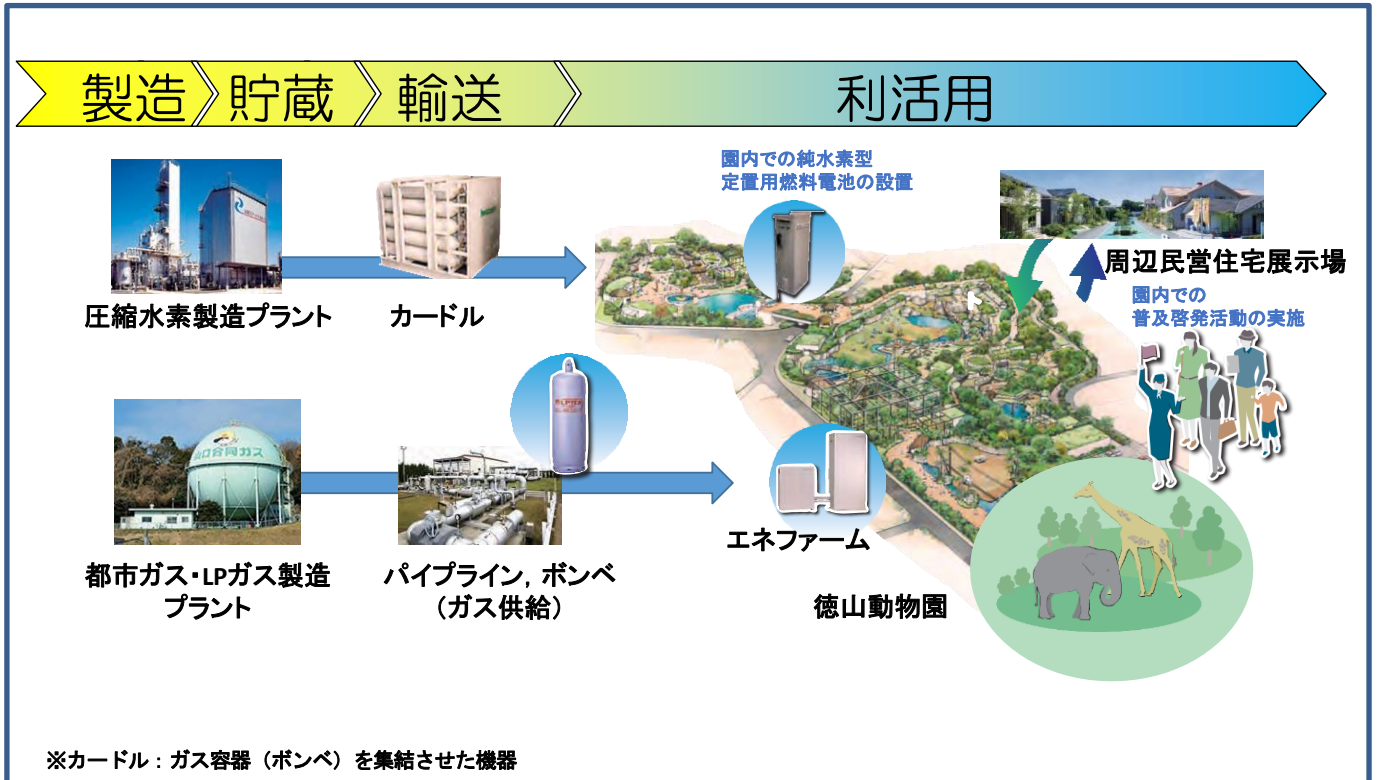 製造
貯蔵
輸送
利活用
園内での純水素型
定置用燃料電池の設置
圧縮水素製造プラント
カードル
周辺民営住宅展示場
園内での
普及啓発活動の実施
山口合同ガス
都市ガス・LPガス製造
プラント
パイプライン，ボンベ
（ガス供給）
エネファーム
徳山動物園
※カードル：ガス容器（ボンベ）を集結させた機器